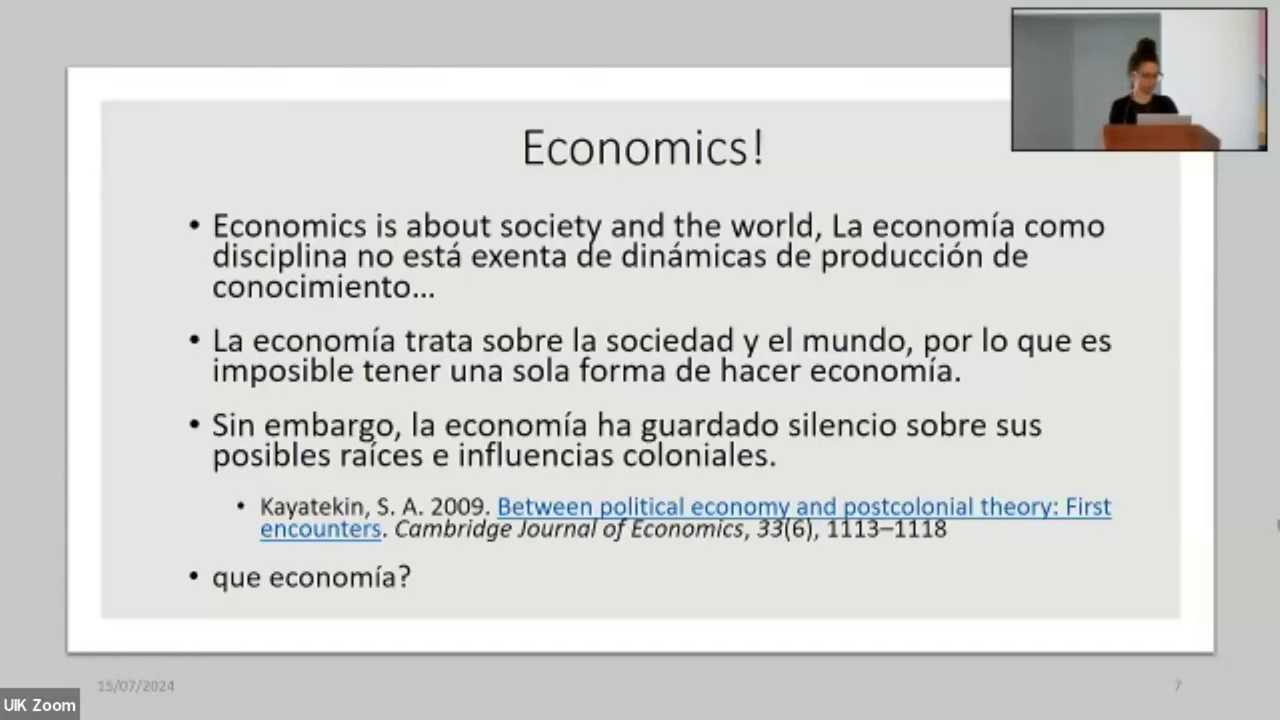 Economics!
• Economics is about society and the world, La economía como
disciplina no está exenta de dinámicas de producción de
conocimiento...
• La economía trata sobre la sociedad y el mundo, por lo que es
imposible tener una sola forma de hacer economía.
• Sin embargo, la economía ha guardado silencio sobre sus
posibles raíces e influencias coloniales.
• Kayatekin, S. A. 2009. Between political economy and postcolonial theory: First
encounters. Cambridge Journal of Economics, 33(6), 1113–1118
• que economía?
15/07/2024
7
UIK Zoom